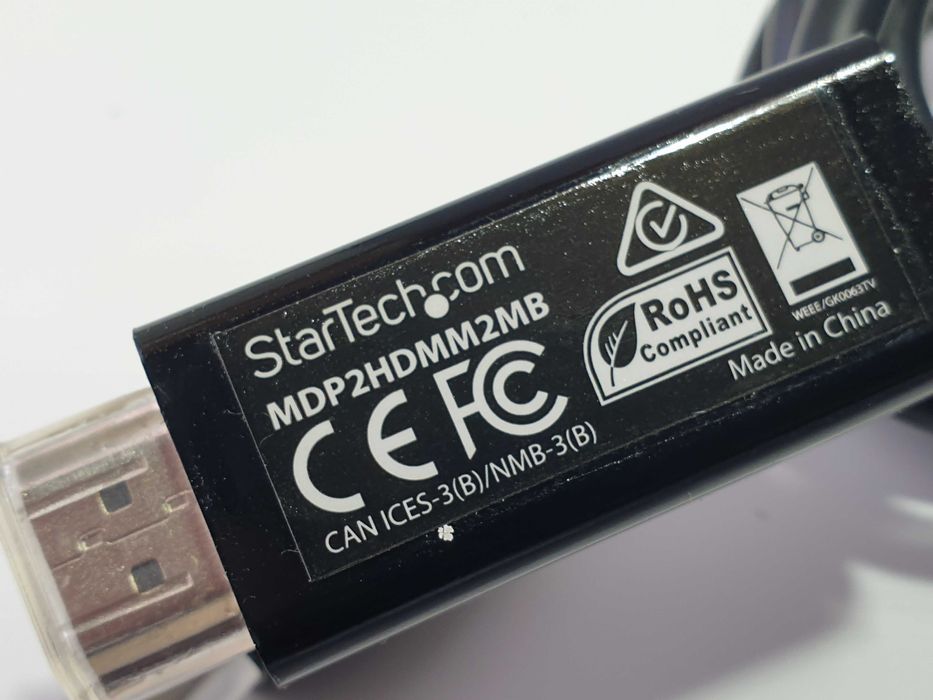 StarTech.com
MDP2HDMM2MB
CE FC
CAN ICES-3(B)/NMB-3(B)
RoHS
Compliant
WEEE/GK0063TV
Made in China